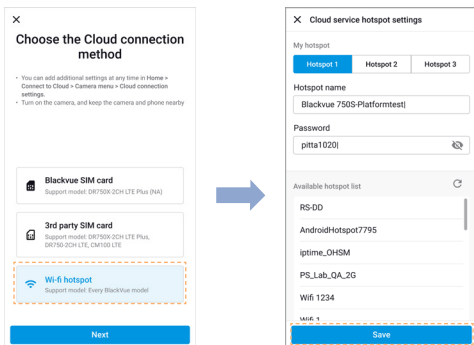 Choose the Cloud connection
method
• You can add additional settings at any time in Home >
Connect to Cloud > Camera menu > Cloud connection
settings.
• Turn on the camera, and keep the camera and phone nearby
Blackvue SIM card
Support model: DR750X-2CH LTE Plus (NA)
3rd party SIM card
Support model: DR750X-2CH LTE Plus,
DR750-2CH LTE, CM100 LTE
Wi-fi hotspot
Support model: Every BlackVue model
Next
Cloud service hotspot settings
My hotspot
Hotspot 1 Hotspot 2 Hotspot 3
Hotspot name
Blackvue 750S-Platformtest
Password
pitta1020
Available hotspot list
RS-DD
AndroidHotspot7795
iptime_OHSM
PS_Lab_QA_2G
Wifi 1234
Wifi 1
Save